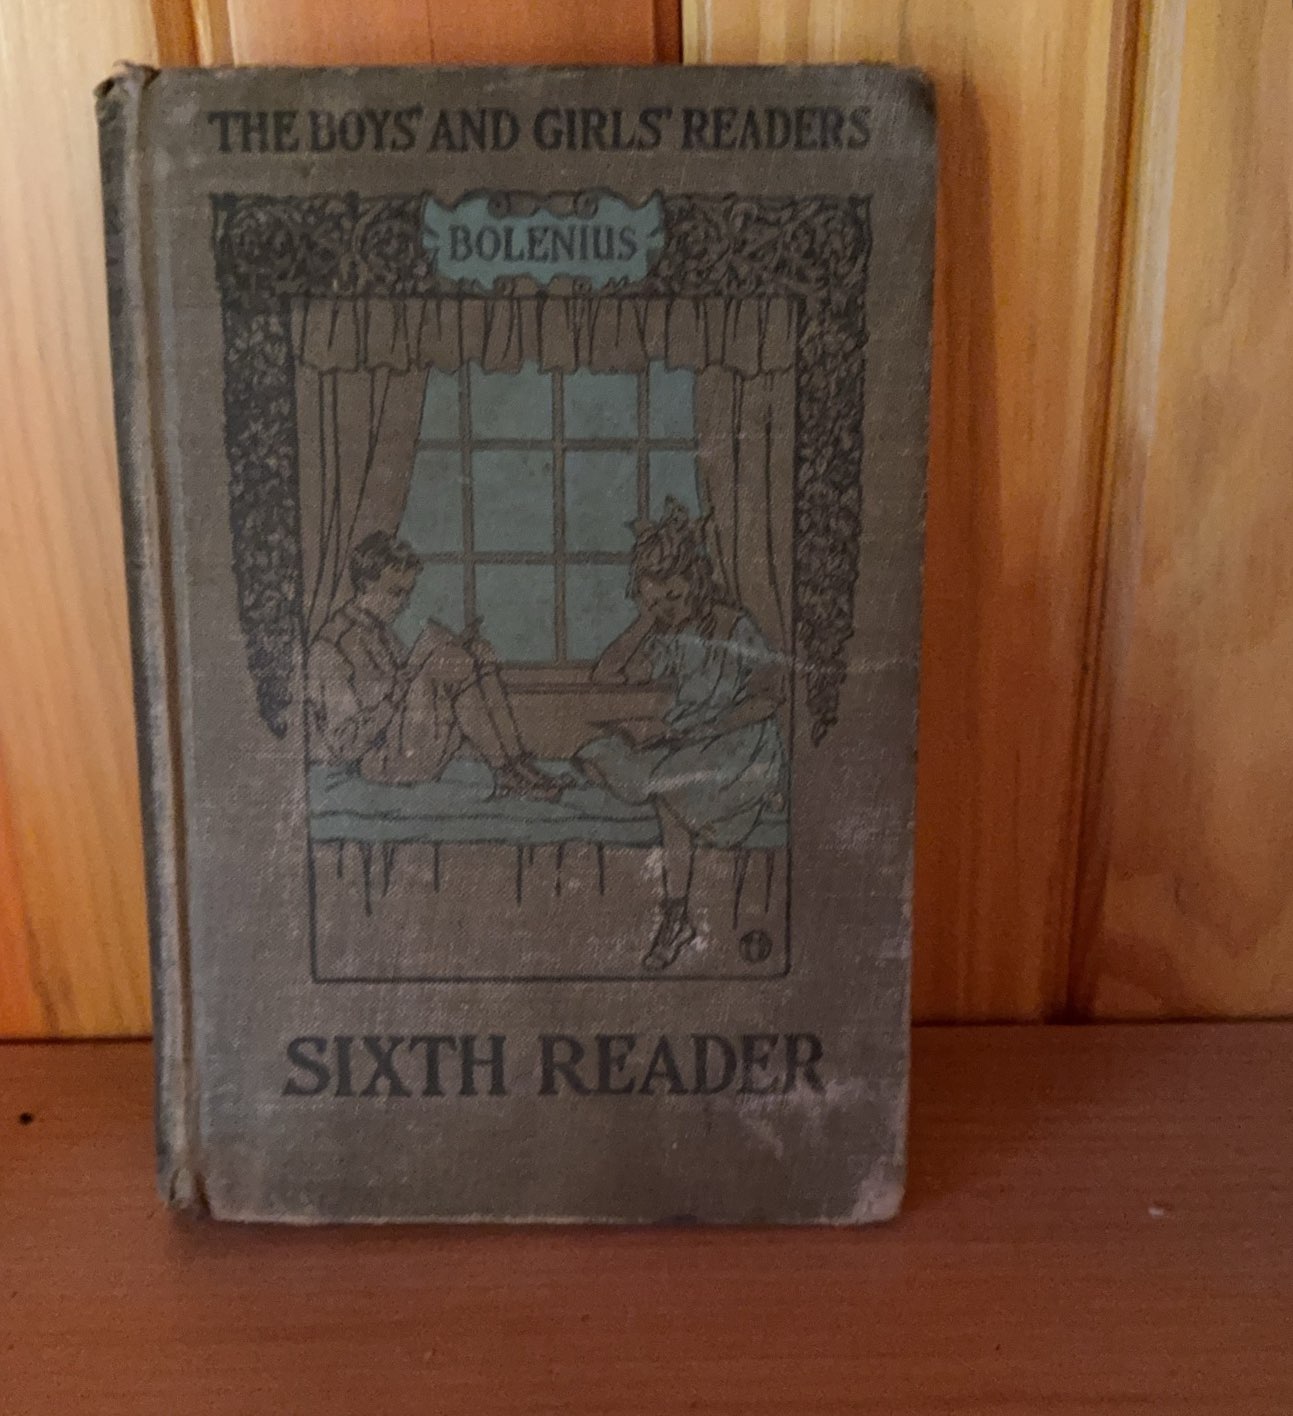 THE BOYS' AND GIRLS' READERS
BOLENIUS
SIXTH READER